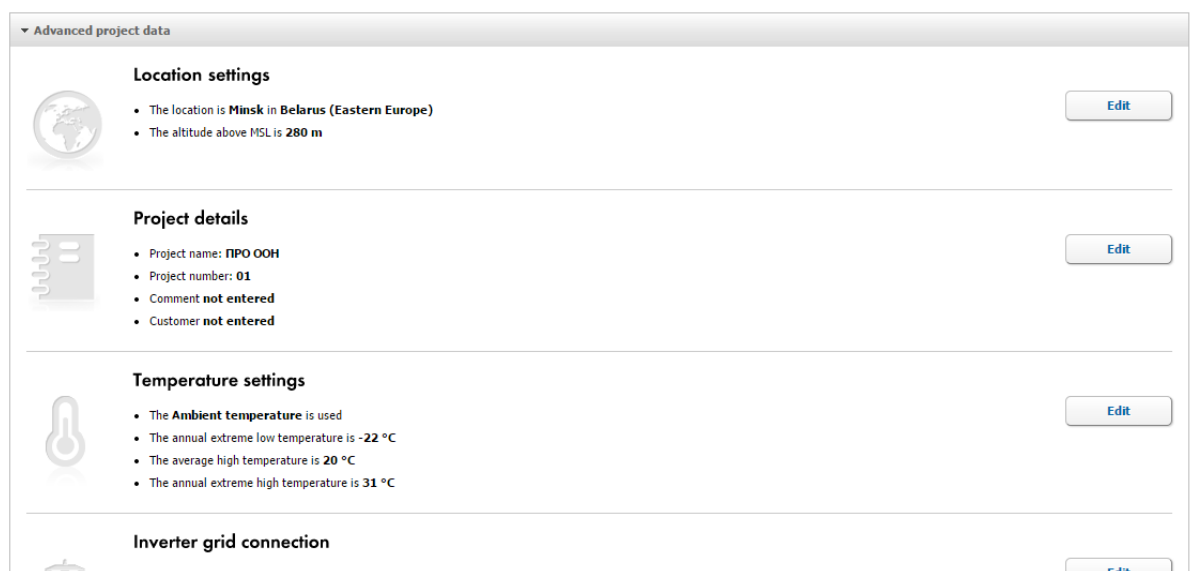 Advanced project data
Location settings
• The location is Minsk in Belarus (Eastern Europe)
• The altitude above MSL is 280 m
Edit
Project details
• Project name: ПРО ООН
• Project number: 01
• Comment not entered
• Customer not entered
Edit
Temperature settings
• The Ambient temperature is used
• The annual extreme low temperature is -22 °C
• The average high temperature is 20 °C
• The annual extreme high temperature is 31 °C
Edit
Inverter grid connection
Edit